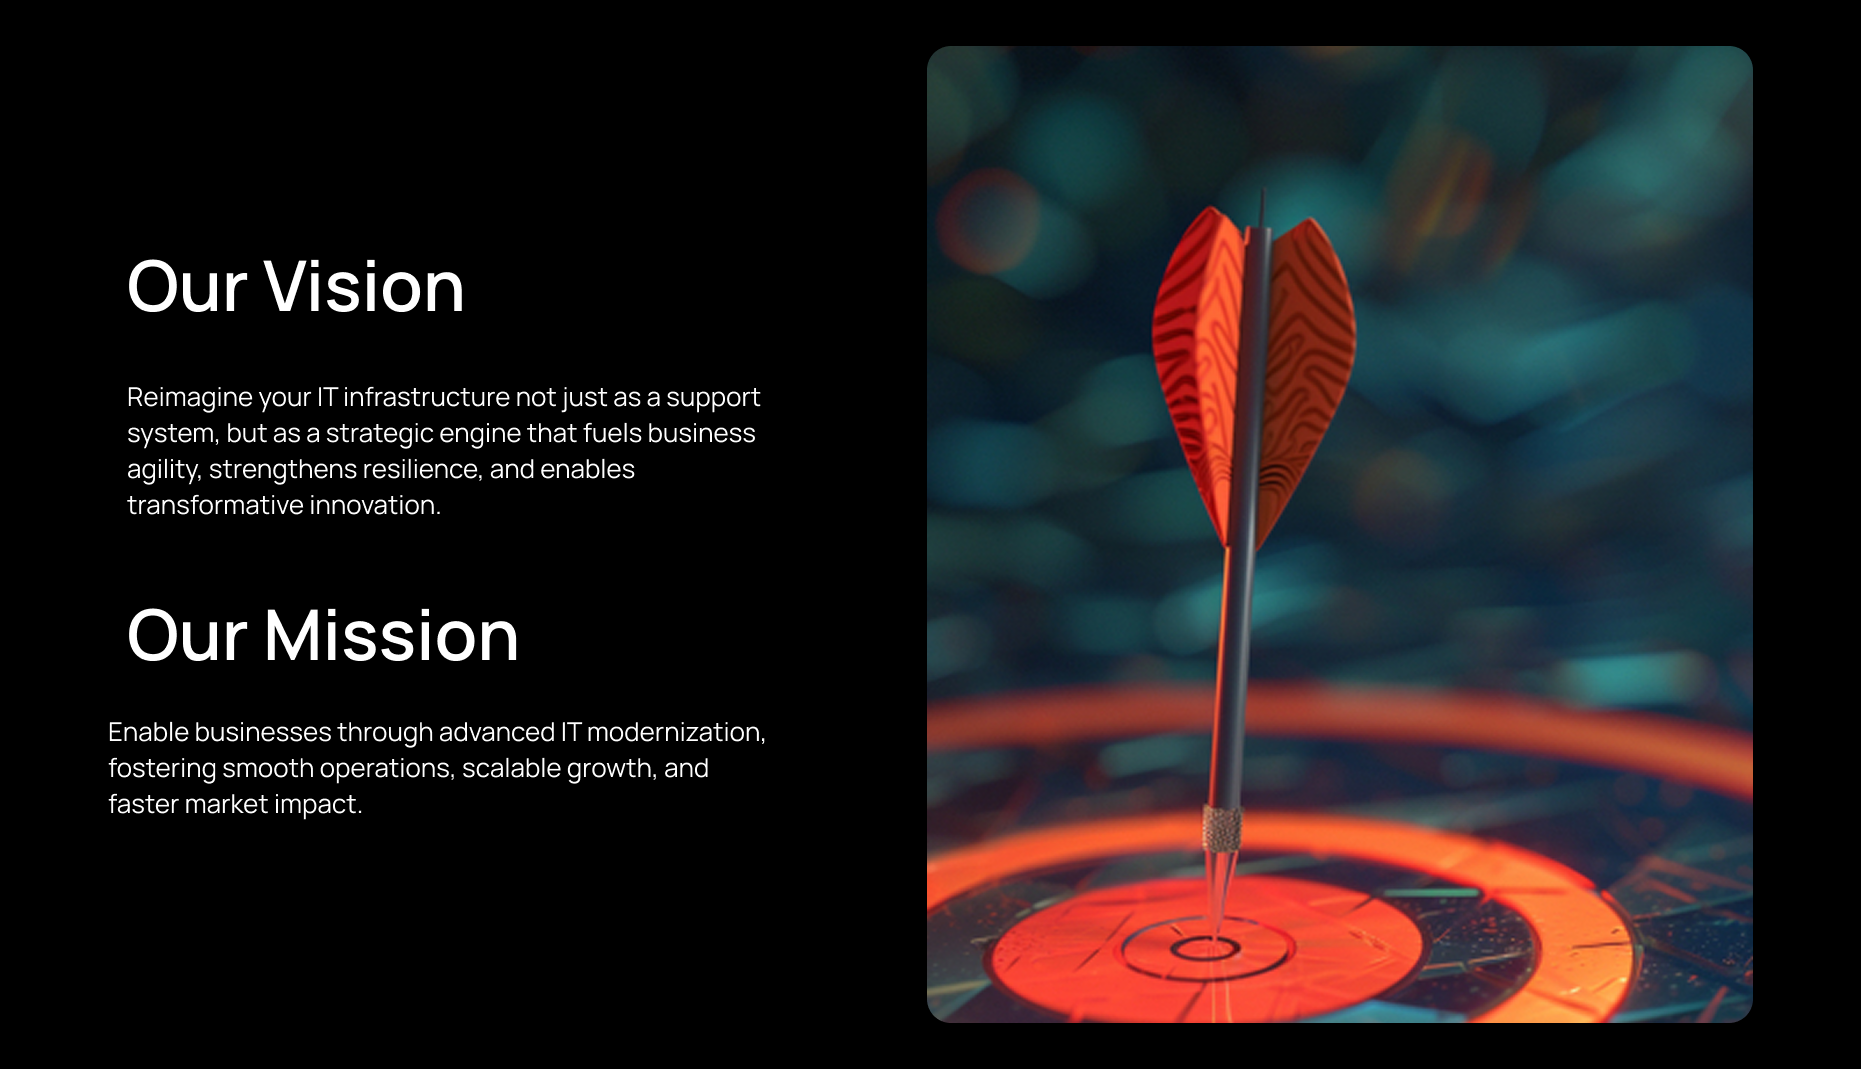 Our Vision
Reimagine your IT infrastructure not just as a support
system, but as a strategic engine that fuels business
agility, strengthens resilience, and enables
transformative innovation.
Our Mission
Enable businesses through advanced IT modernization,
fostering smooth operations, scalable growth, and
faster market impact.